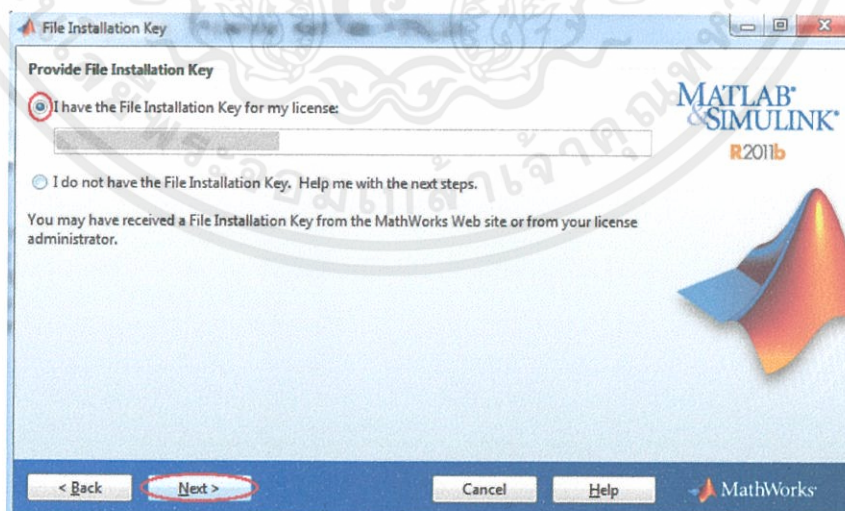 File Installation Key
Provide File Installation Key
I have the File Installation Key for my license:
I do not have the File Installation Key. Help me with the next steps.
You may have received a File Installation Key from the MathWorks Web site or from your license
administrator.
MATLAB®
&SIMULINK®
R2011b
< Back
Next >
Cancel
Help
MathWorks®